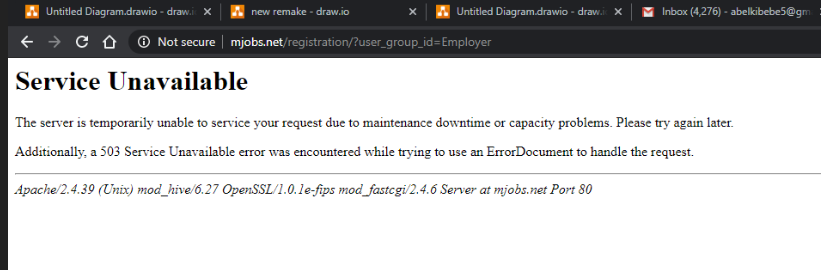 Untitled Diagram.drawio - draw.i
new remake - draw.io
Untitled Diagram.drawio - draw.i
Inbox (4,276) - abelkibebe5@gm
Not secure | mjobs.net/registration/?user_group_id=Employer
Service Unavailable
The server is temporarily unable to service your request due to maintenance downtime or capacity problems. Please try again later.
Additionally, a 503 Service Unavailable error was encountered while trying to use an ErrorDocument to handle the request.
Apache/2.4.39 (Unix) mod_hive/6.27 OpenSSL/1.0.1e-fips mod_fastcgi/2.4.6 Server at mjobs.net Port 80